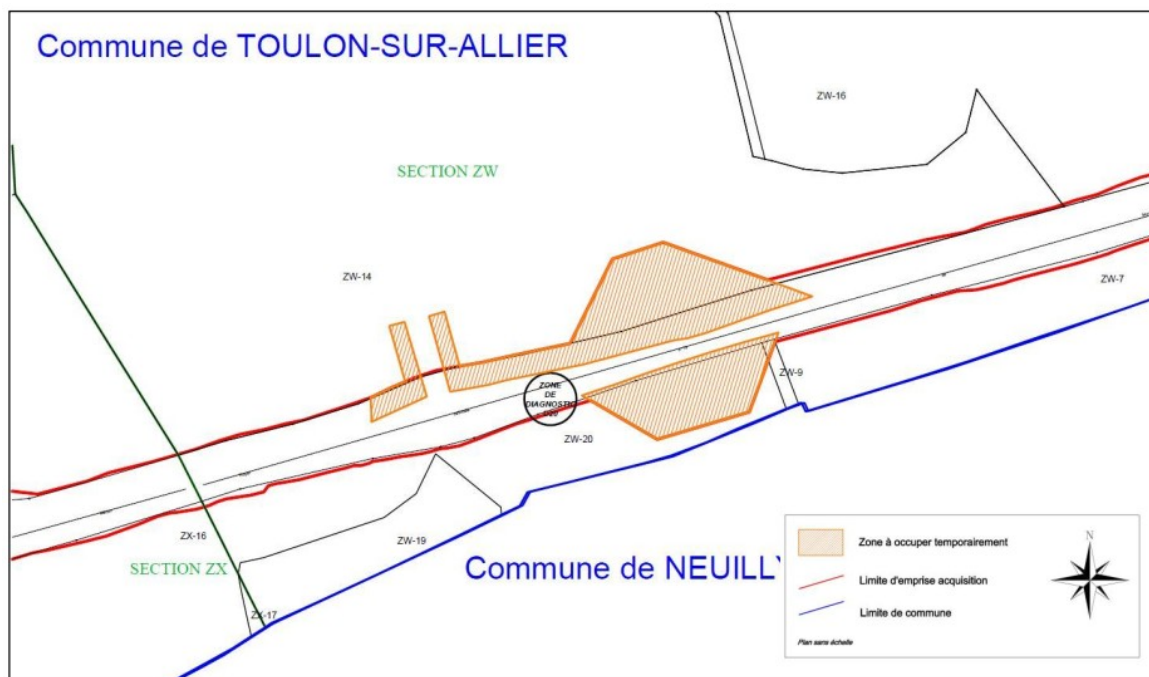 Commune de TOULON-SUR-ALLIER
ZW-16
SECTION ZW
ZW-14
ZW-7
ZW-9
ZONE
DE
DIAGNOSTIC
ZW-20
ZX-16
ZW-19
SECTION ZX
Commune de NEUILLY
ZX-17
Zone à occuper temporairement
Limite d'emprise acquisition
Limite de commune
Plan sans échelle
N